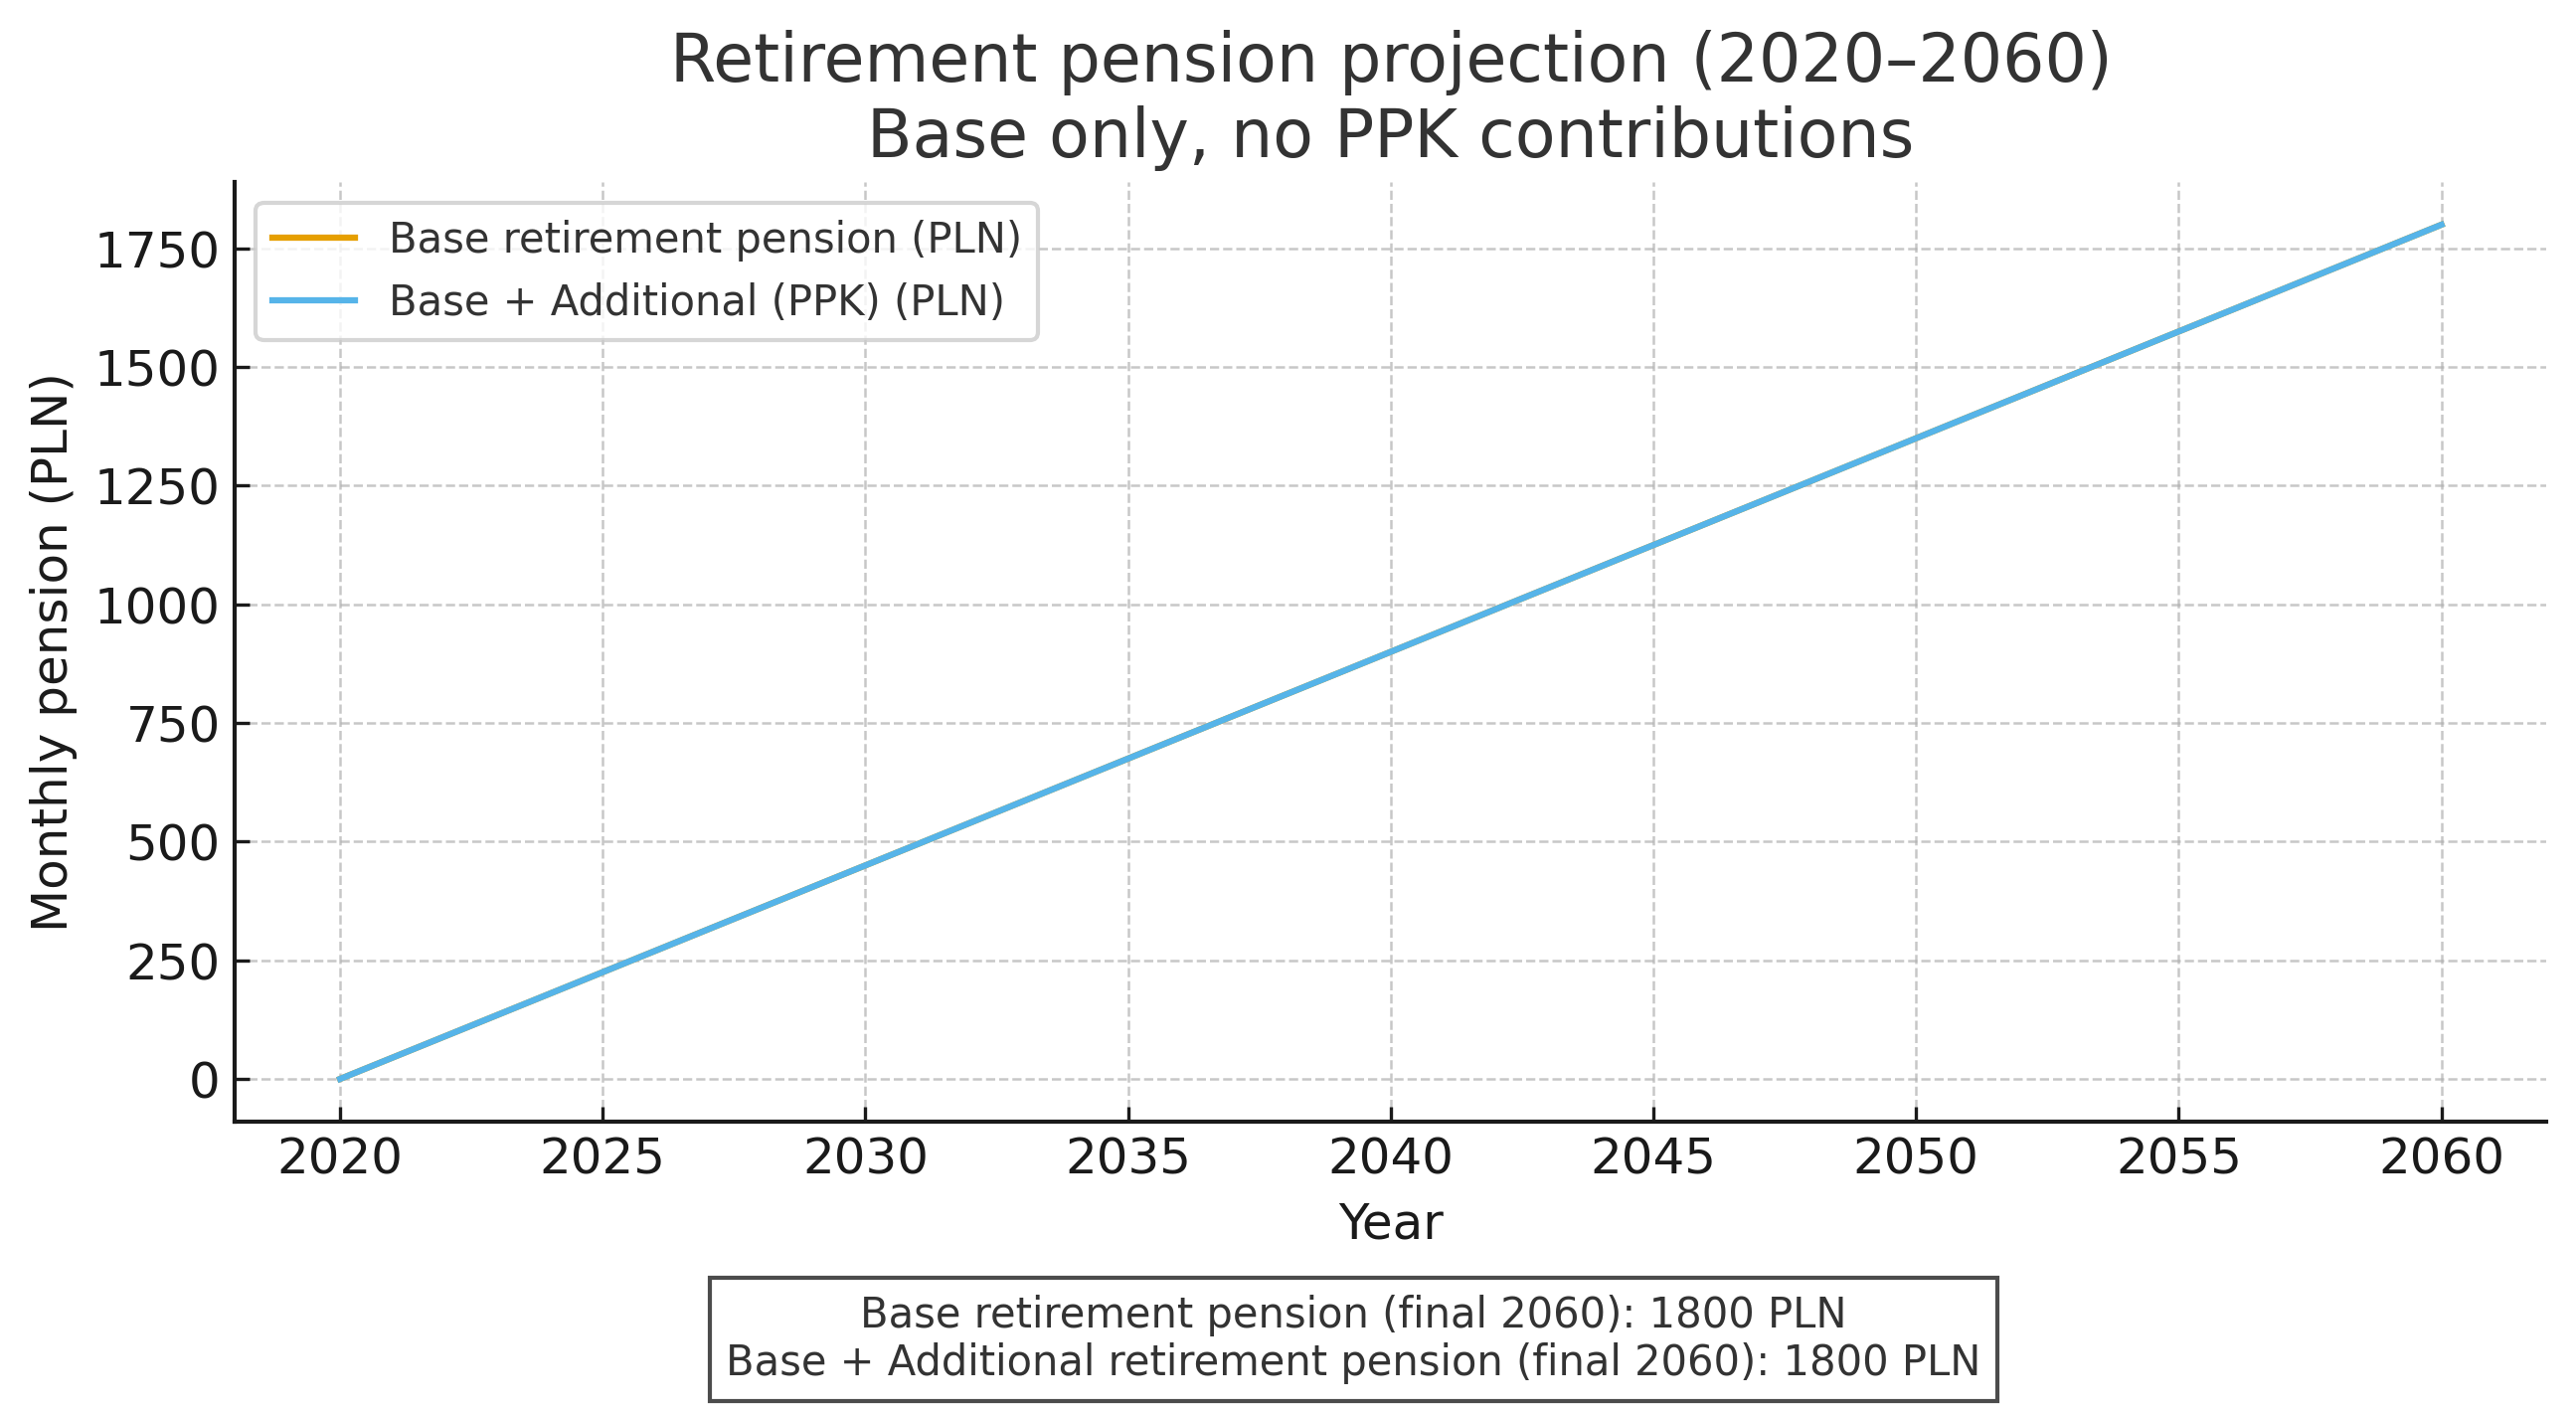 Retirement pension projection (2020–2060)
Base only, no PPK contributions
Base retirement pension (PLN)
Base + Additional (PPK) (PLN)
Monthly pension (PLN)
1750
1500
1250
1000
750
500
250
0
2020 2025 2030 2035 2040 2045 2050 2055 2060
Year
Base retirement pension (final 2060): 1800 PLN
Base + Additional retirement pension (final 2060): 1800 PLN